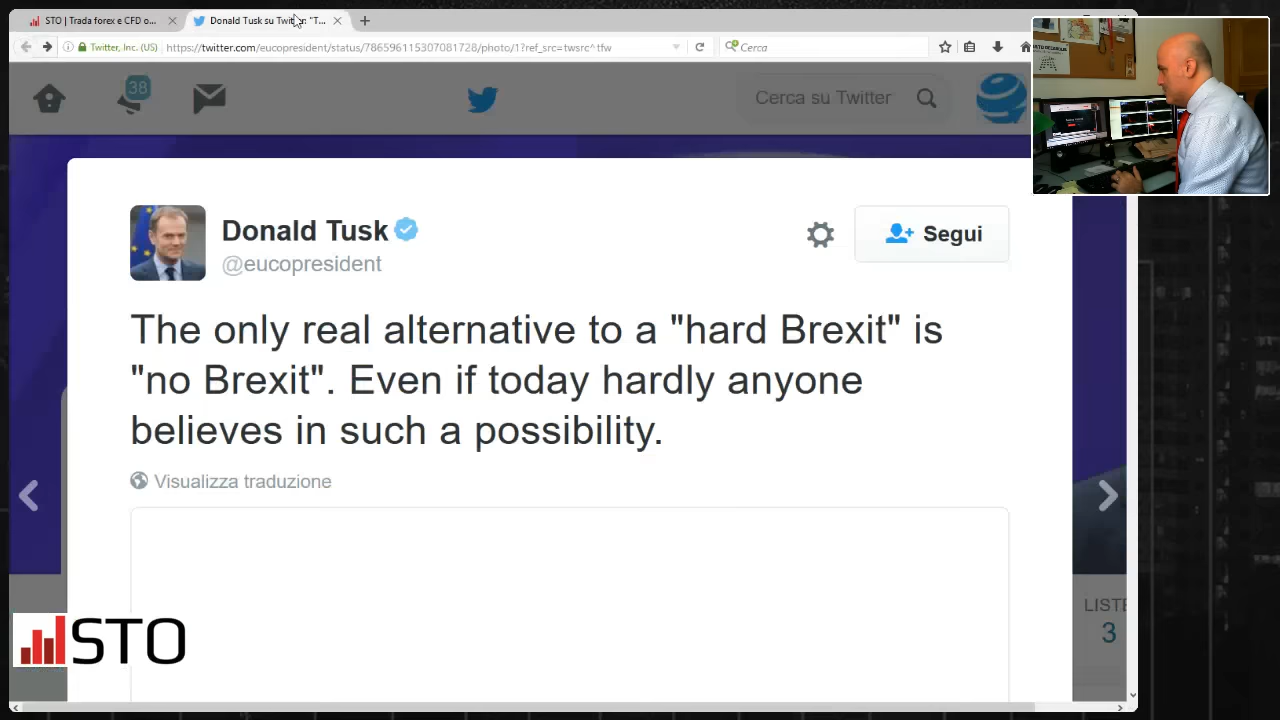 STO | Trada forex e CFD o...
Donald Tusk su Twitter: "T...
Twitter, Inc. (US)
https://twitter.com/eucopresident/status/786596115307081728/photo/1?ref_src=twsrc^tfw
Cerca
38
Cerca su Twitter
Donald Tusk
@eucopresident
Segui
The only real alternative to a "hard Brexit" is
"no Brexit". Even if today hardly anyone
believes in such a possibility.
Visualizza traduzione
LISTE
3
STO